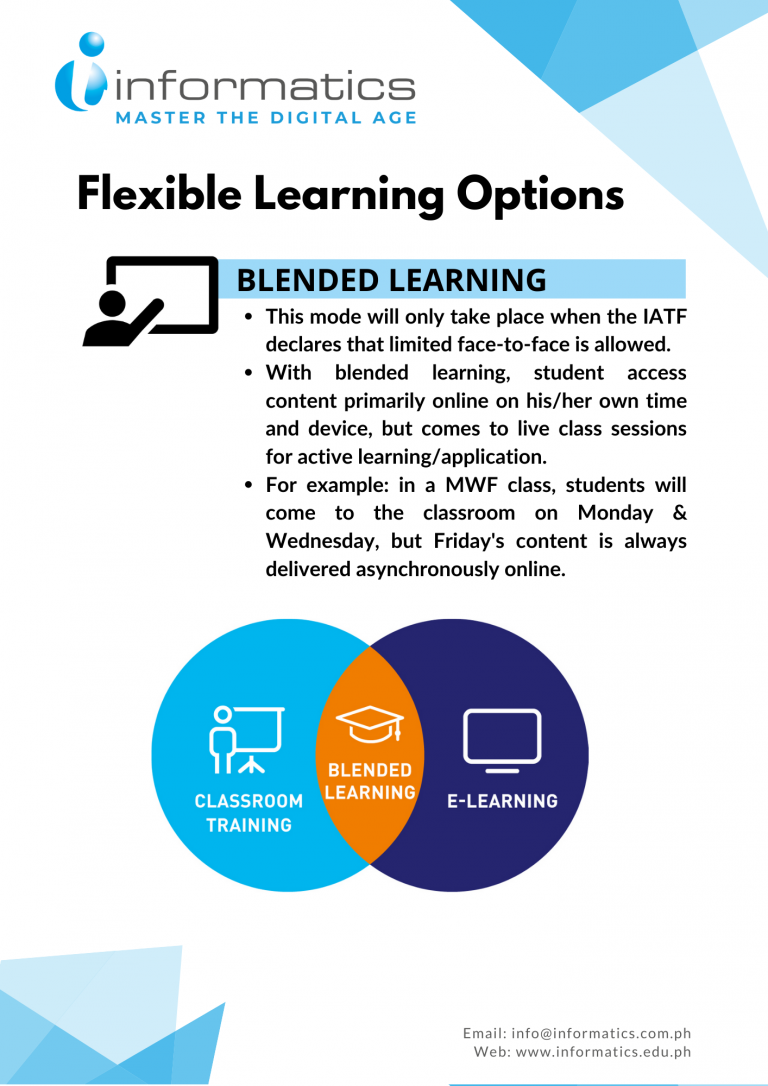 informatics
MASTER THE DIGITAL AGE
Flexible Learning Options
BLENDED LEARNING
• This mode will only take place when the IATF
declares that limited face-to-face is allowed.
• With blended learning, student access
content primarily online on his/her own time
and device, but comes to live class sessions
for active learning/application.
• For example: in a MWF class, students will
come to the classroom on Monday &
Wednesday, but Friday's content is always
delivered asynchronously online.
CLASSROOM
TRAINING
BLENDED
LEARNING
E-LEARNING
Email: info@informatics.com.ph
Web: www.informatics.edu.ph